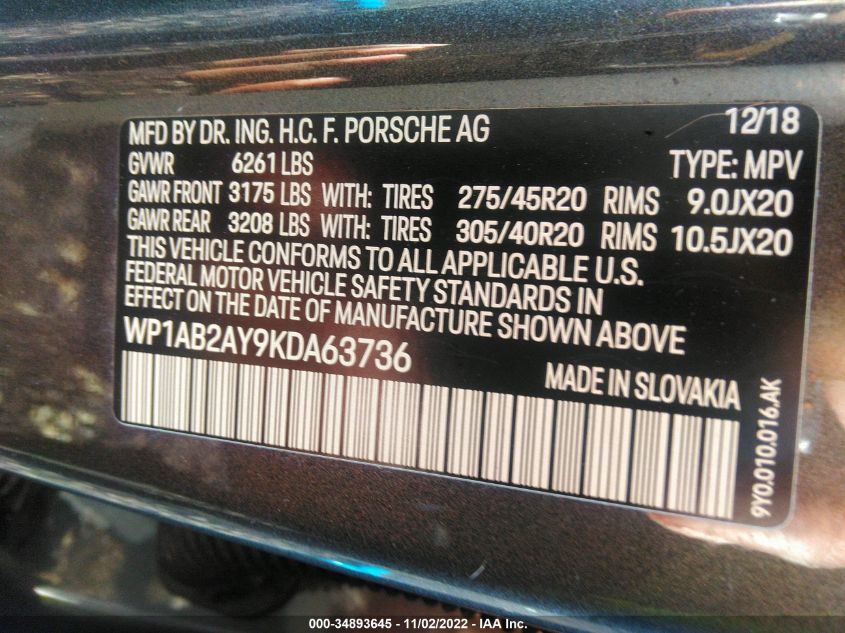 MFD BY DR. ING. H.C. F. PORSCHE AG 12/18
GVWR 6261 LBS TYPE: MPV
GAWR FRONT 3175 LBS WITH: TIRES 275/45R20 RIMS 9.0JX20
GAWR REAR 3208 LBS WITH: TIRES 305/40R20 RIMS 10.5JX20
THIS VEHICLE CONFORMS TO ALL APPLICABLE U.S.
FEDERAL MOTOR VEHICLE SAFETY STANDARDS IN
EFFECT ON THE DATE OF MANUFACTURE SHOWN ABOVE
WP1AB2AY9KDA63736
MADE IN SLOVAKIA
9Y0.010.016.AK
000-34893645 - 11/02/2022 - IAA Inc.